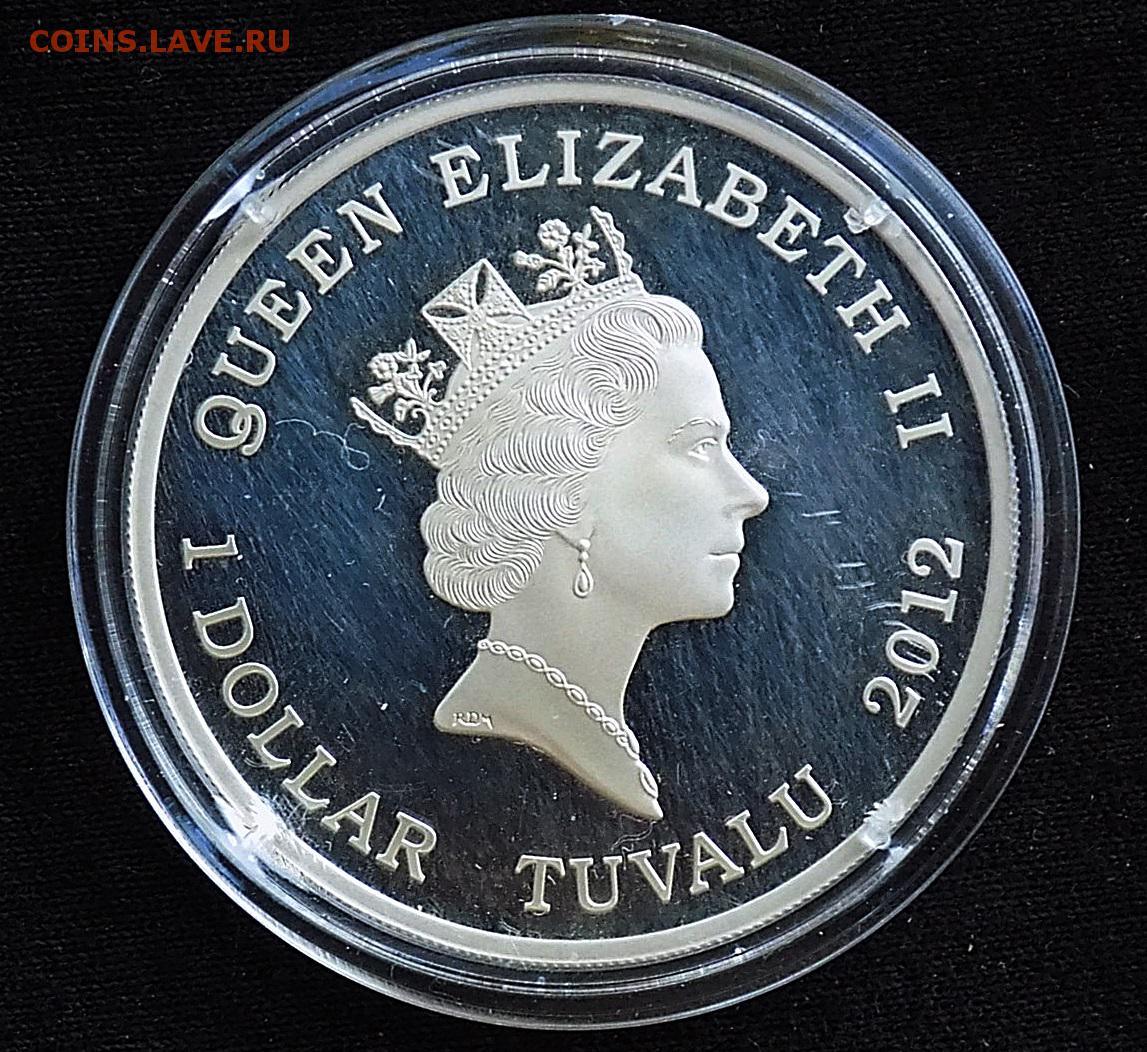 COINS.LAVE.RU
QUEEN ELIZABETH II
2012
1 DOLLAR
TUVALU
RDM